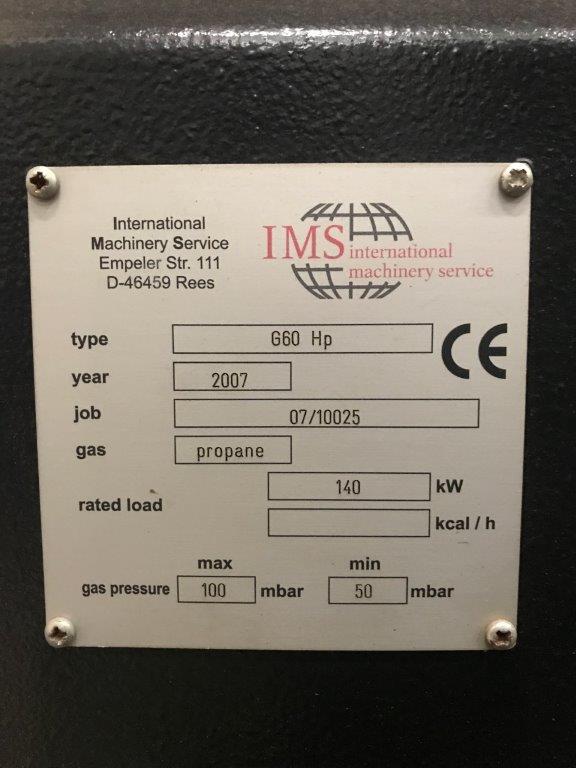 International
Machinery Service
Empeler Str. 111
D-46459 Rees
IMS international
machinery service
type G60 Hp
CE
year 2007
job 07/10025
gas propane
rated load
140 kW
kcal / h
max min
gas pressure 100 mbar 50 mbar